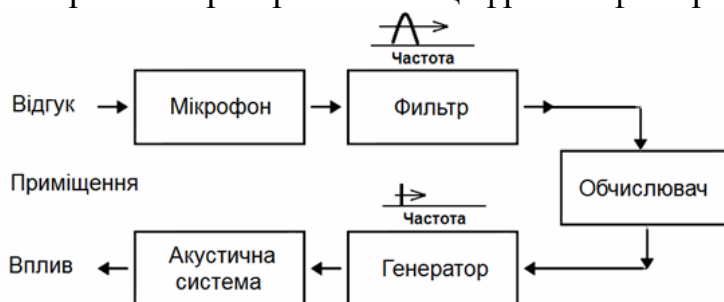 Частота
Відгук
Мікрофон
Фильтр
Приміщення
Обчислювач
Частота
Вплив
Акустична
система
Генератор